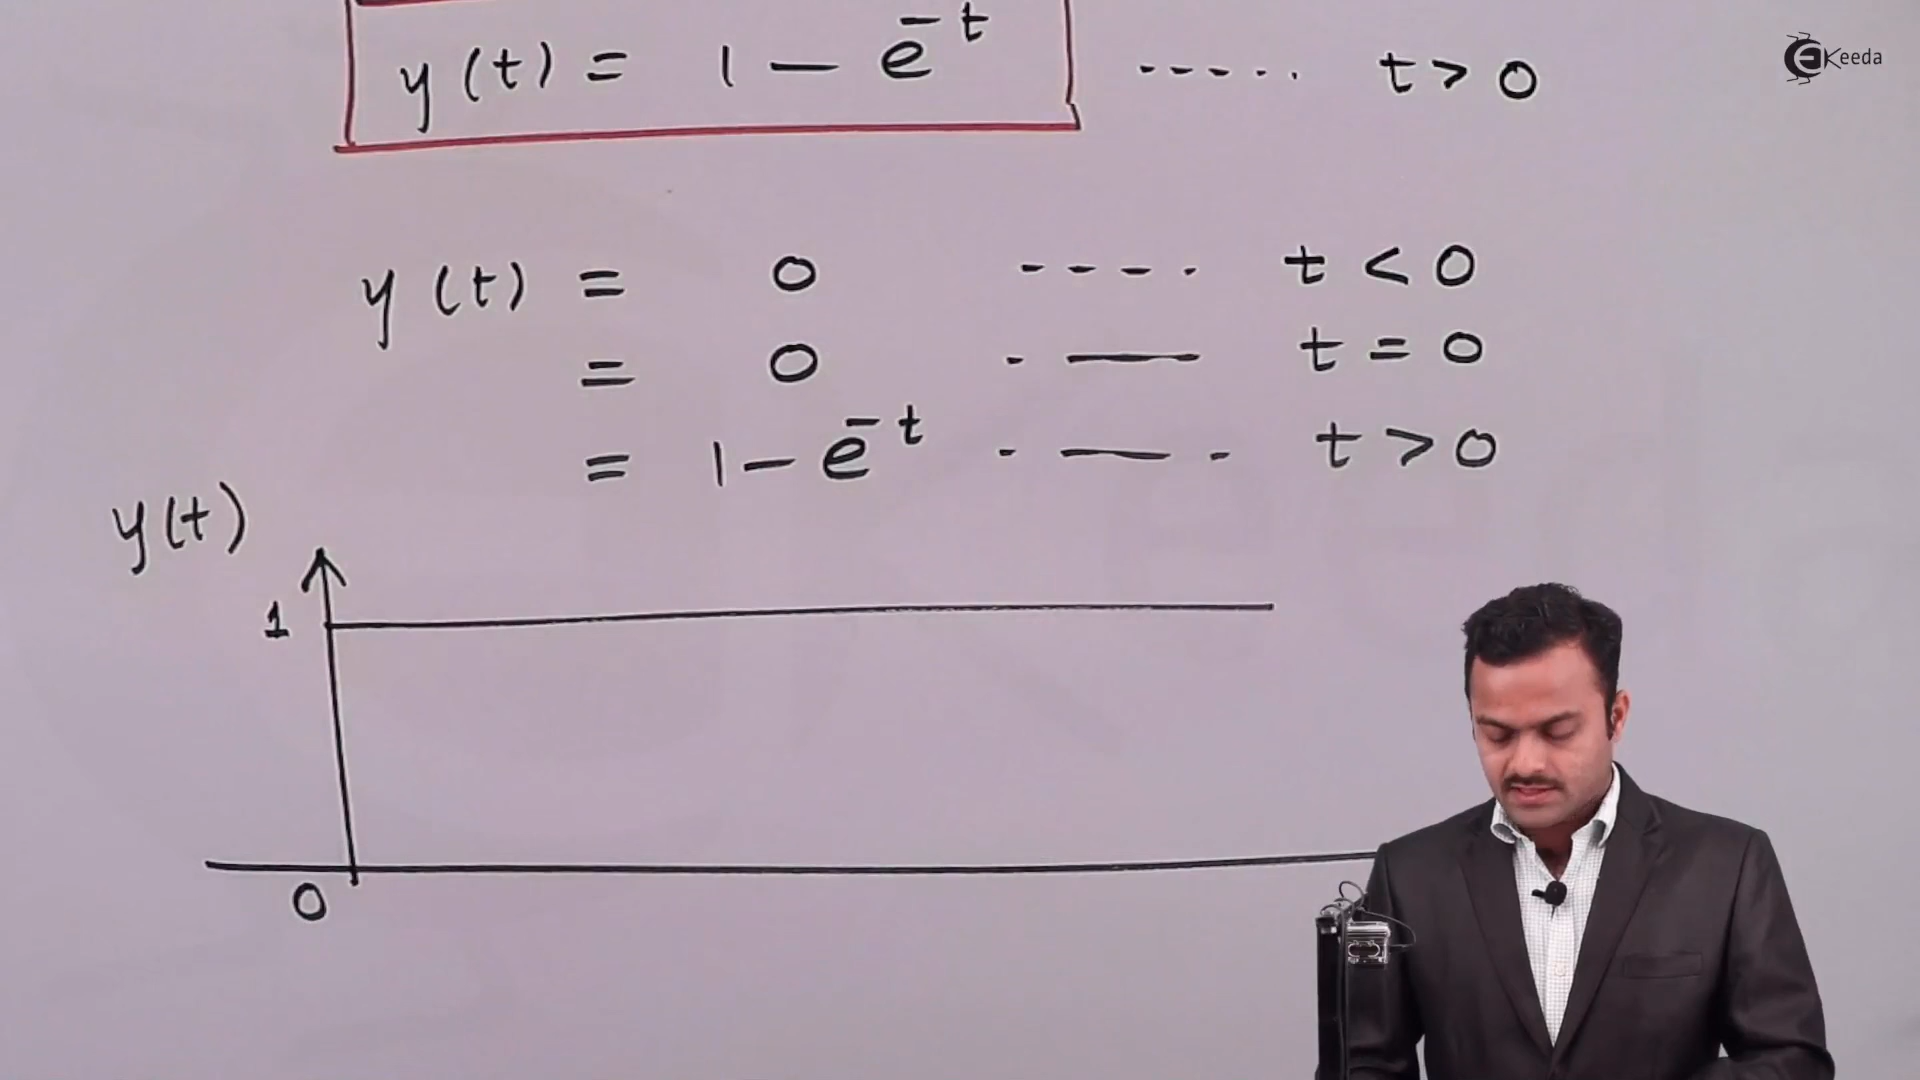 y(t) = 1 - e^-t ..... t > 0
EKeeda
y(t) = 0 ---- t < 0
= 0 . — t = 0
= 1 - e^-t . — . t > 0
y(t)
1
0